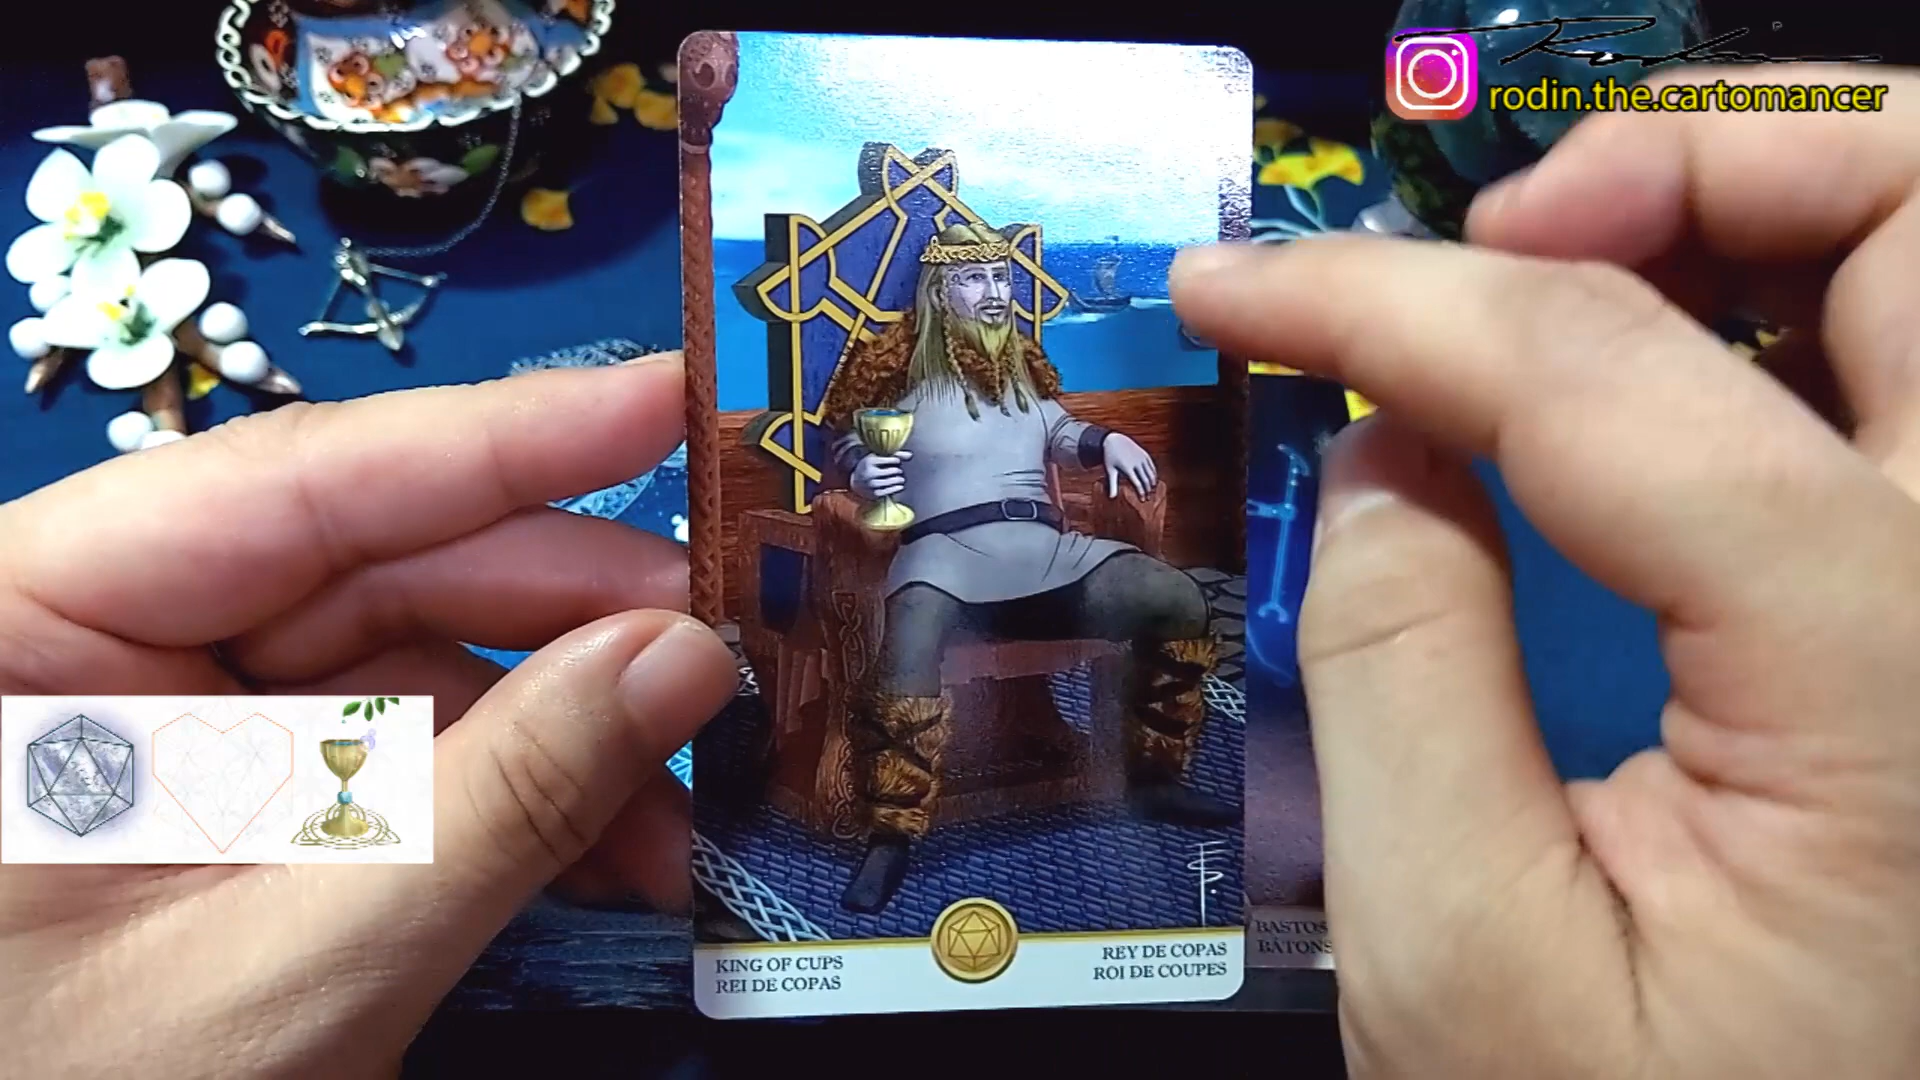 rodin.the.cartomancer
KING OF CUPS
REI DE COPAS
REY DE COPAS
ROI DE COUPES
BASTOS
BÂTONS